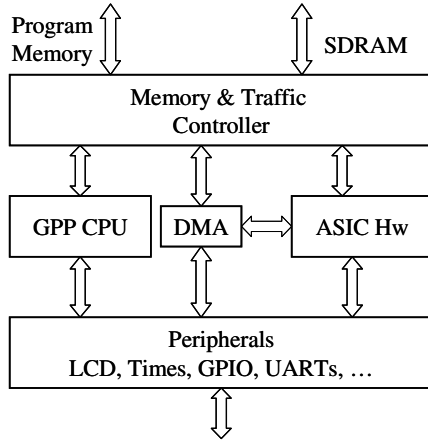 Program
Memory
SDRAM
Memory & Traffic
Controller
GPP CPU
DMA
ASIC Hw
Peripherals
LCD, Times, GPIO, UARTs, …